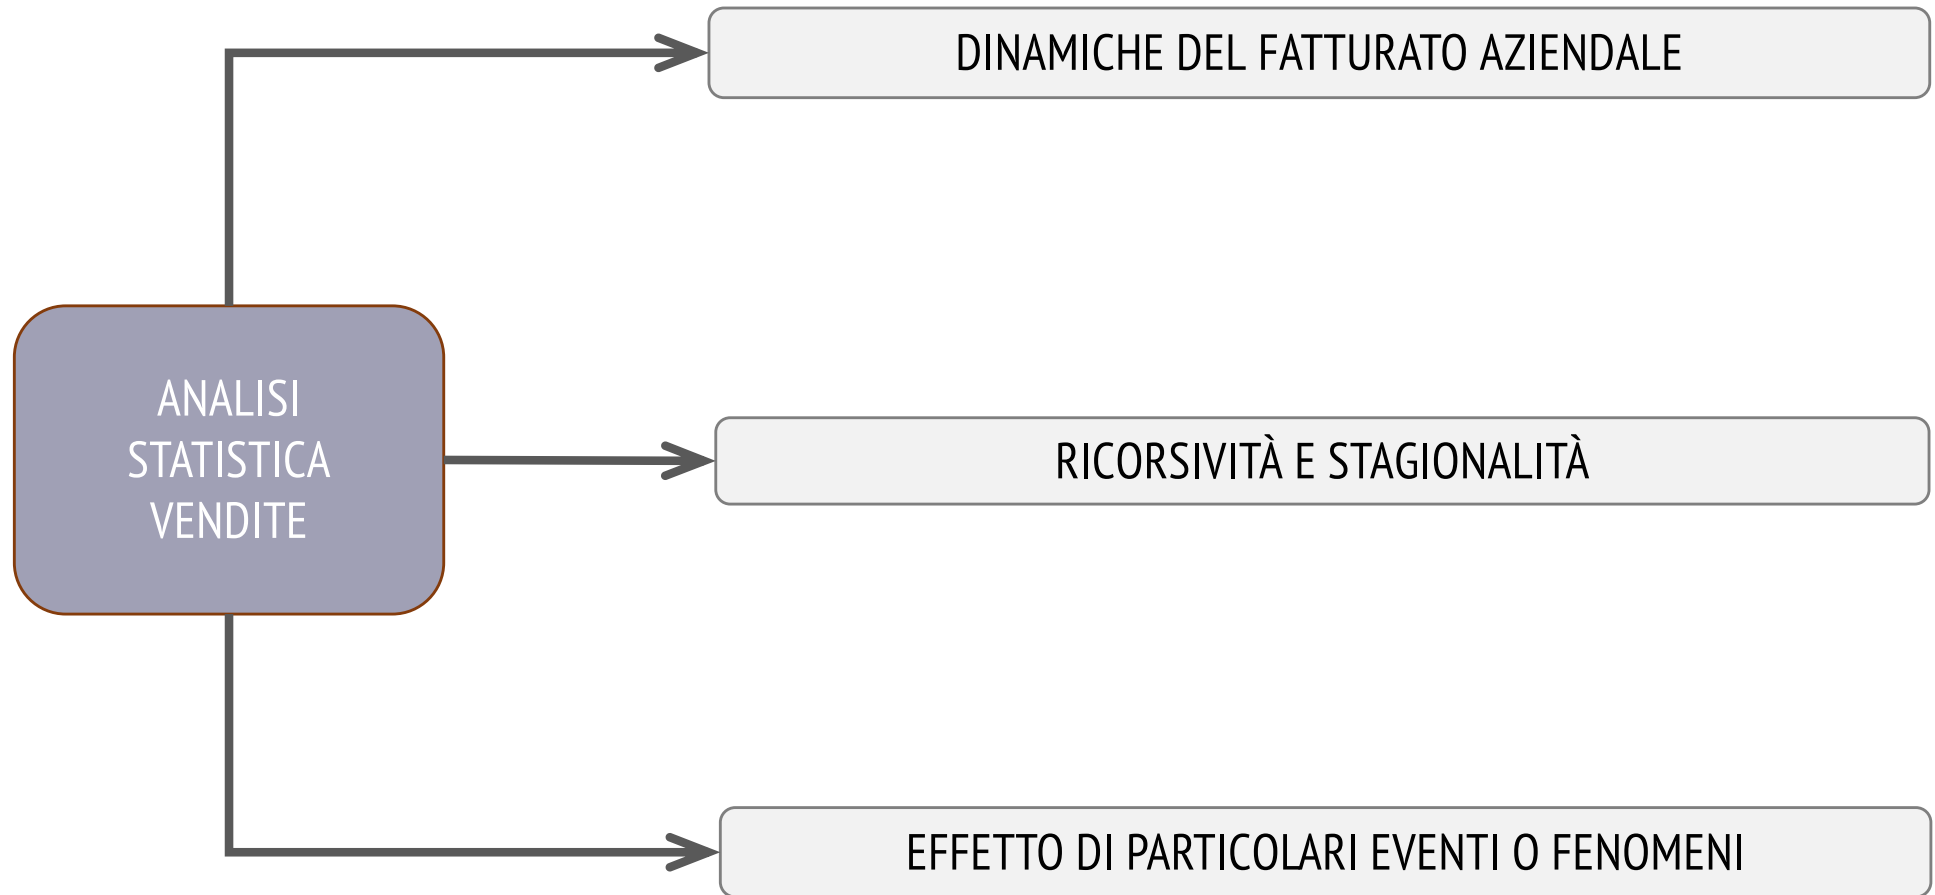 DINAMICHE DEL FATTURATO AZIENDALE
ANALISI
STATISTICA
VENDITE
RICORSIVITÀ E STAGIONALITÀ
EFFETTO DI PARTICOLARI EVENTI O FENOMENI